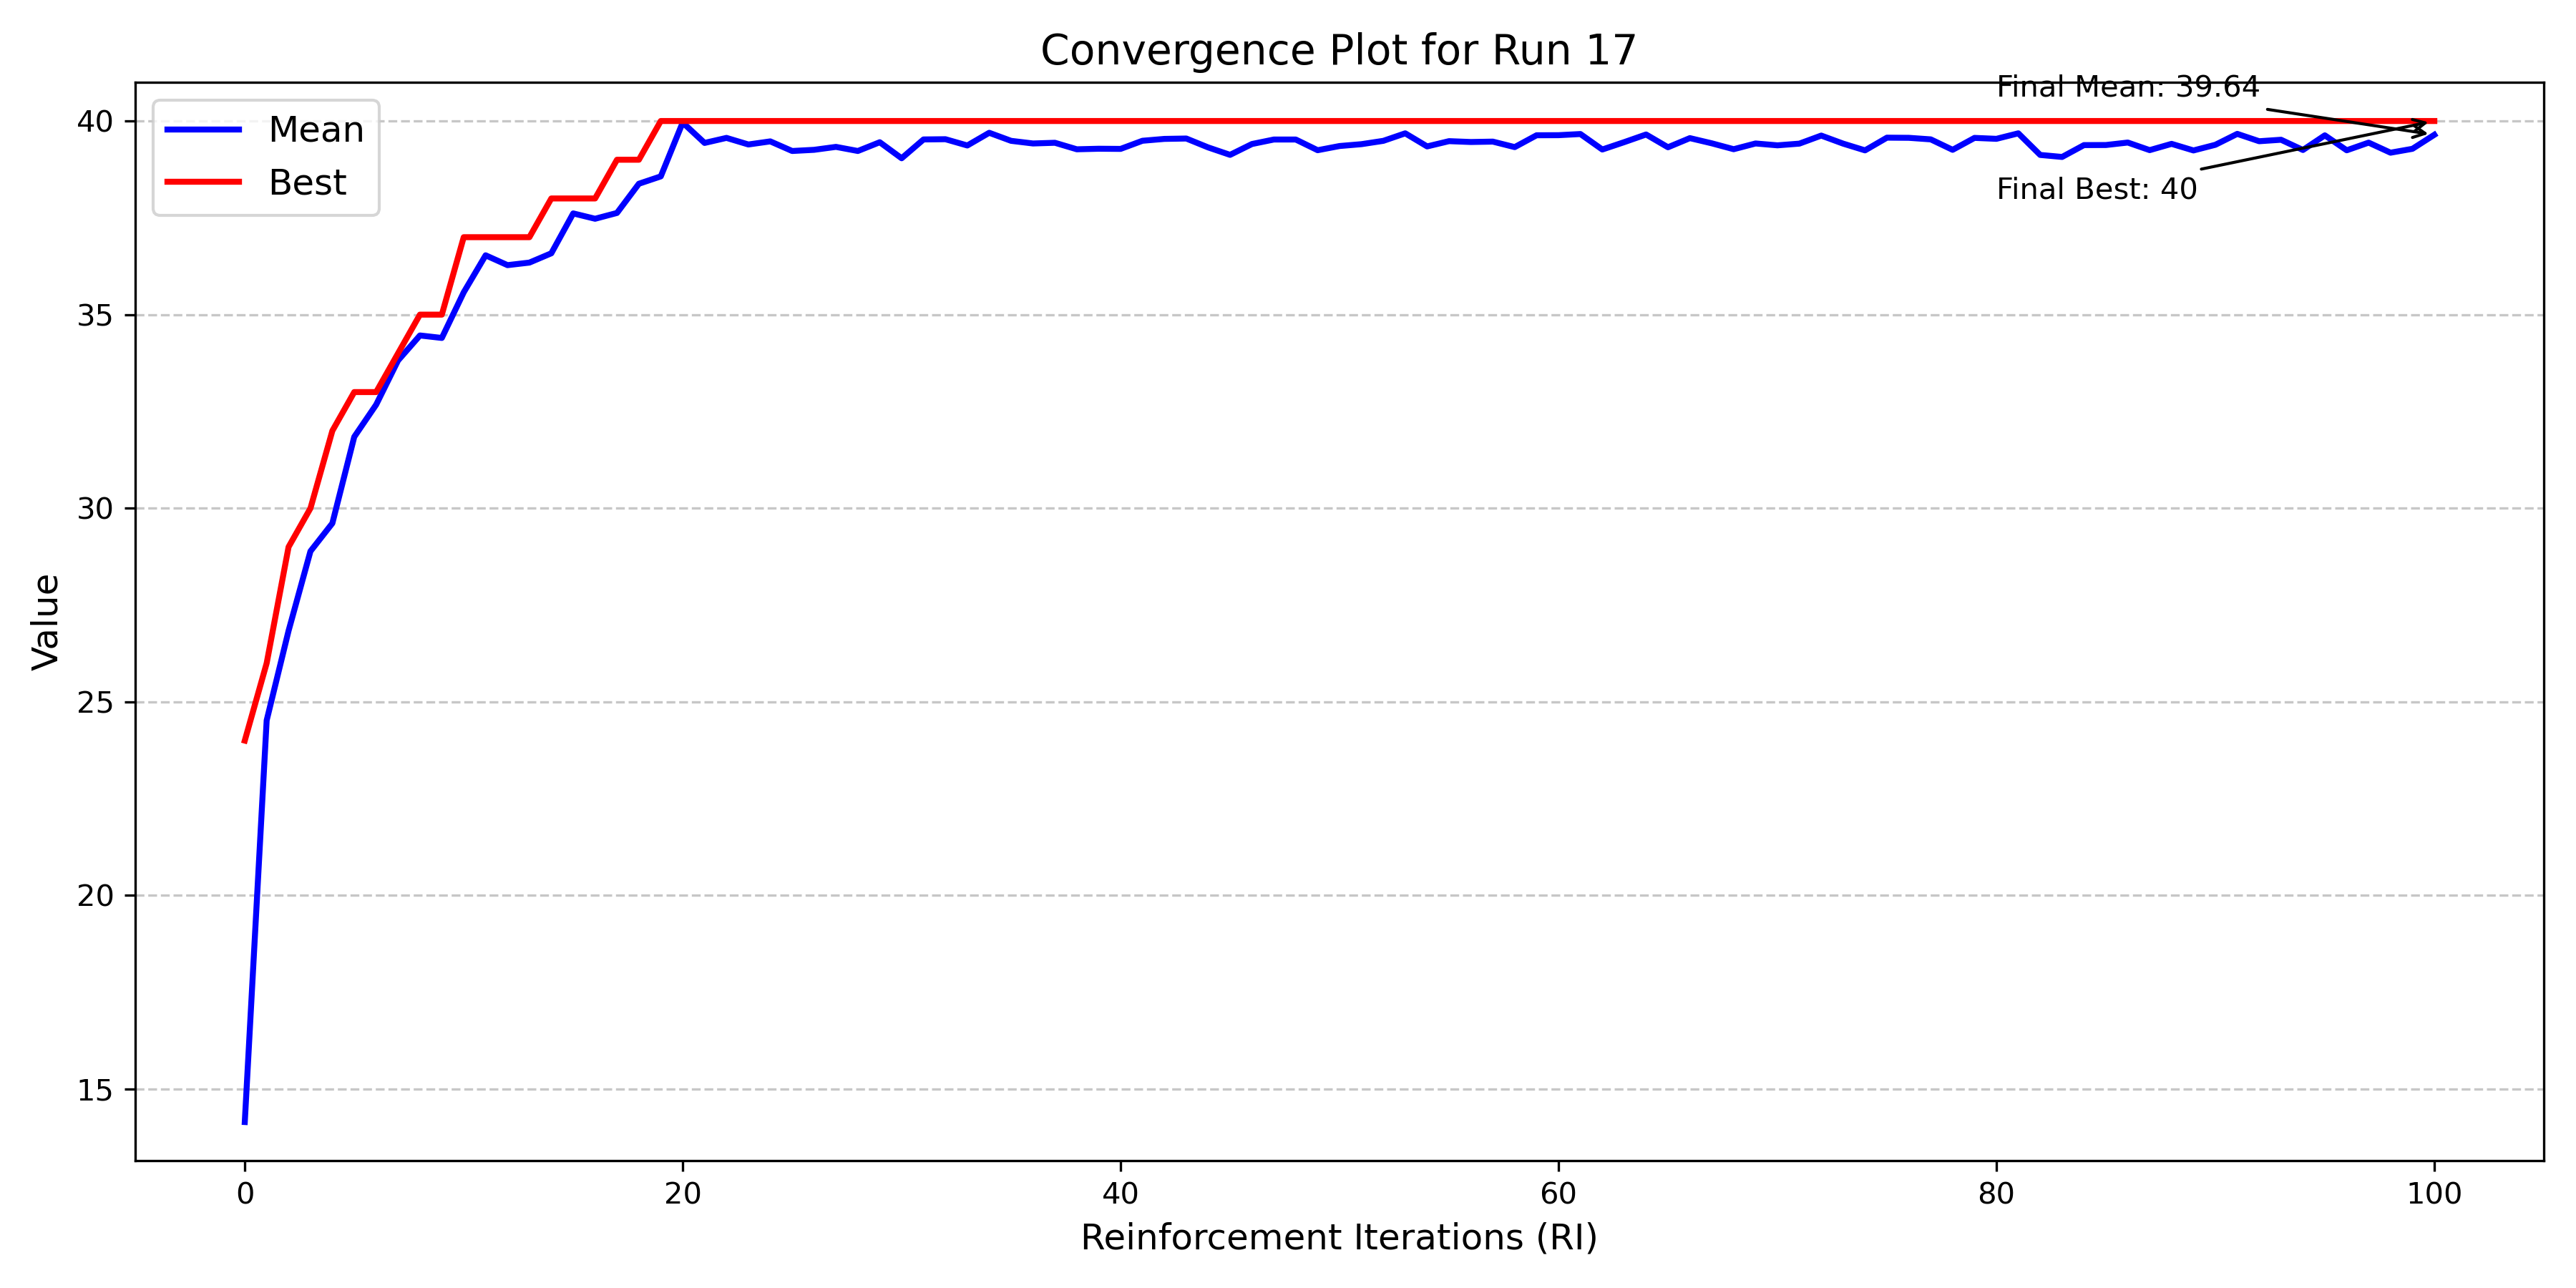 Convergence Plot for Run 17
Final Mean: 39.64
Mean
Best
Final Best: 40
40
35
30
25
20
15
Value
0
20
40
60
80
100
Reinforcement Iterations (RI)